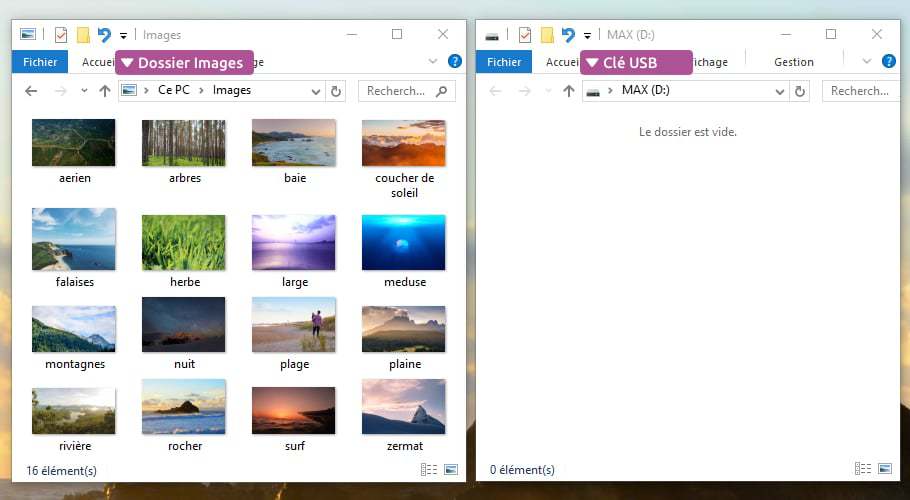 Images
Fichier Accuei ▼ Dossier Images ge
Ce PC > Images Recherch...
aerien arbres baie coucher de soleil
falaises herbe large meduse
montagnes nuit plage plaine
rivière rocher surf zermat
16 élément(s)
MAX (D:)
Fichier Accuei ▼ Clé USB ffichage Gestion
> MAX (D:) Recherch...
Le dossier est vide.
0 élément(s)